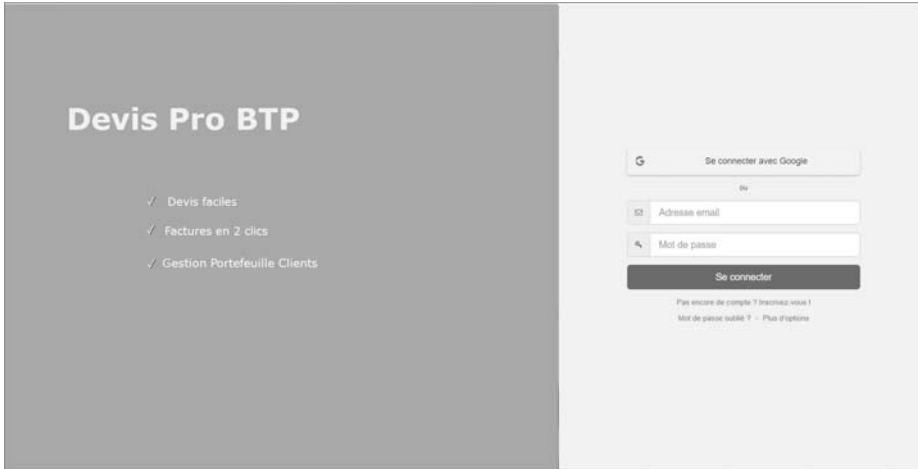 Devis Pro BTP
✓ Devis faciles
✓ Factures en 2 clics
✓ Gestion Portefeuille Clients
Se connecter avec Google
ou
Adresse email
Mot de passe
Se connecter
Pas encore de compte ? Inscrivez-vous !
Mot de passe oublié ? - Plus d'options